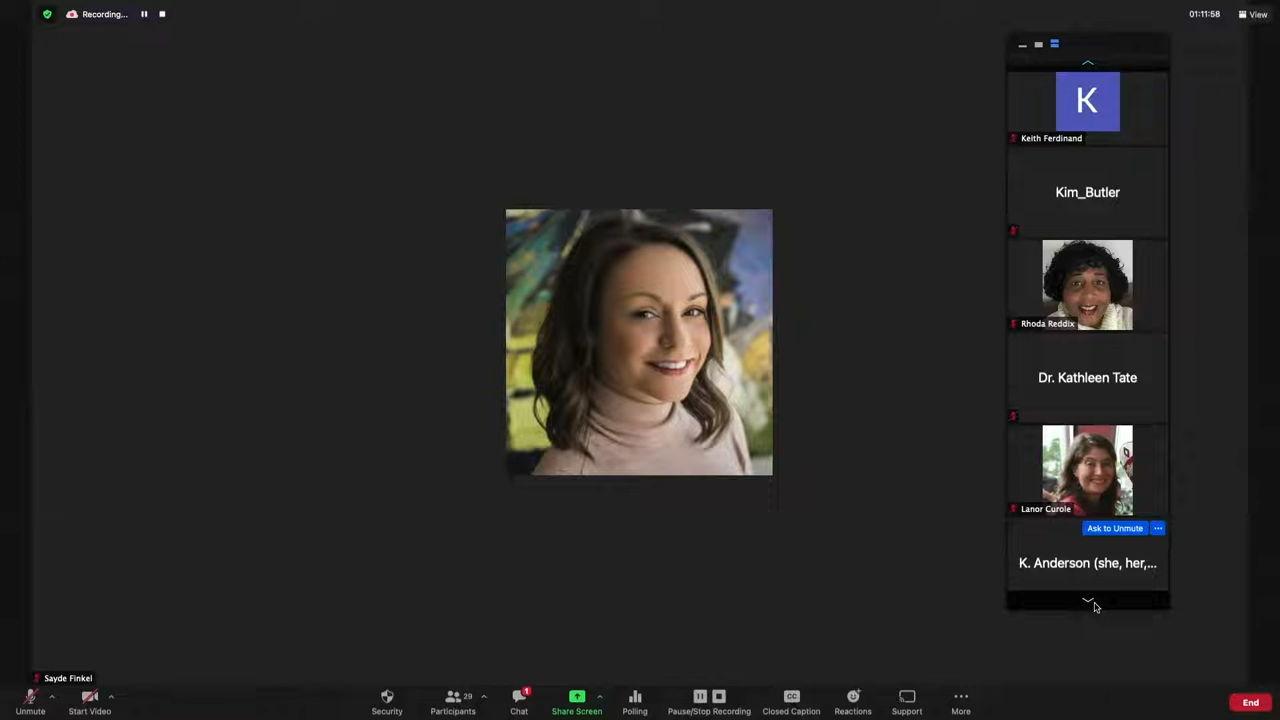 Recording...
01:11:58
View
K
Keith Ferdinand
Kim_Butler
Rhoda Reddix
Dr. Kathleen Tate
Lanor Curole
Ask to Unmute
...
K. Anderson (she, her,...
Sayde Finkel
Unmute
Start Video
Security
29
Participants
1
Chat
Share Screen
Polling
Pause/Stop Recording
CC
Closed Caption
Reactions
Support
More
End